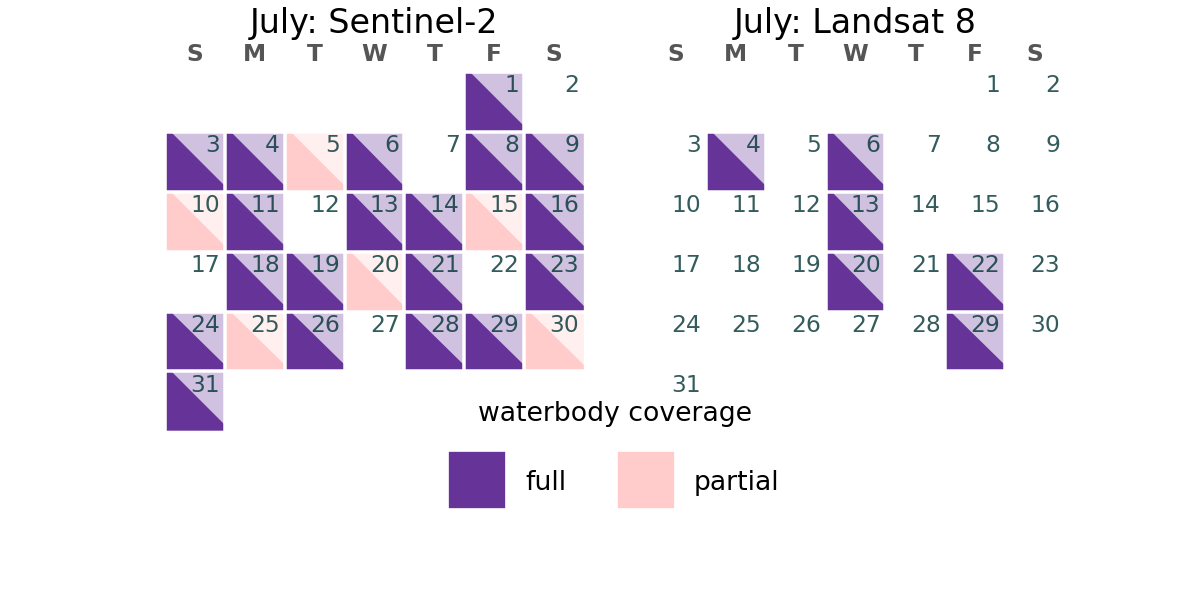 July: Sentinel-2
S M T W T F S
1 2
3 4 5 6 7 8 9
10 11 12 13 14 15 16
17 18 19 20 21 22 23
24 25 26 27 28 29 30
31
July: Landsat 8
S M T W T F S
1 2
3 4 5 6 7 8 9
10 11 12 13 14 15 16
17 18 19 20 21 22 23
24 25 26 27 28 29 30
31
waterbody coverage
full partial